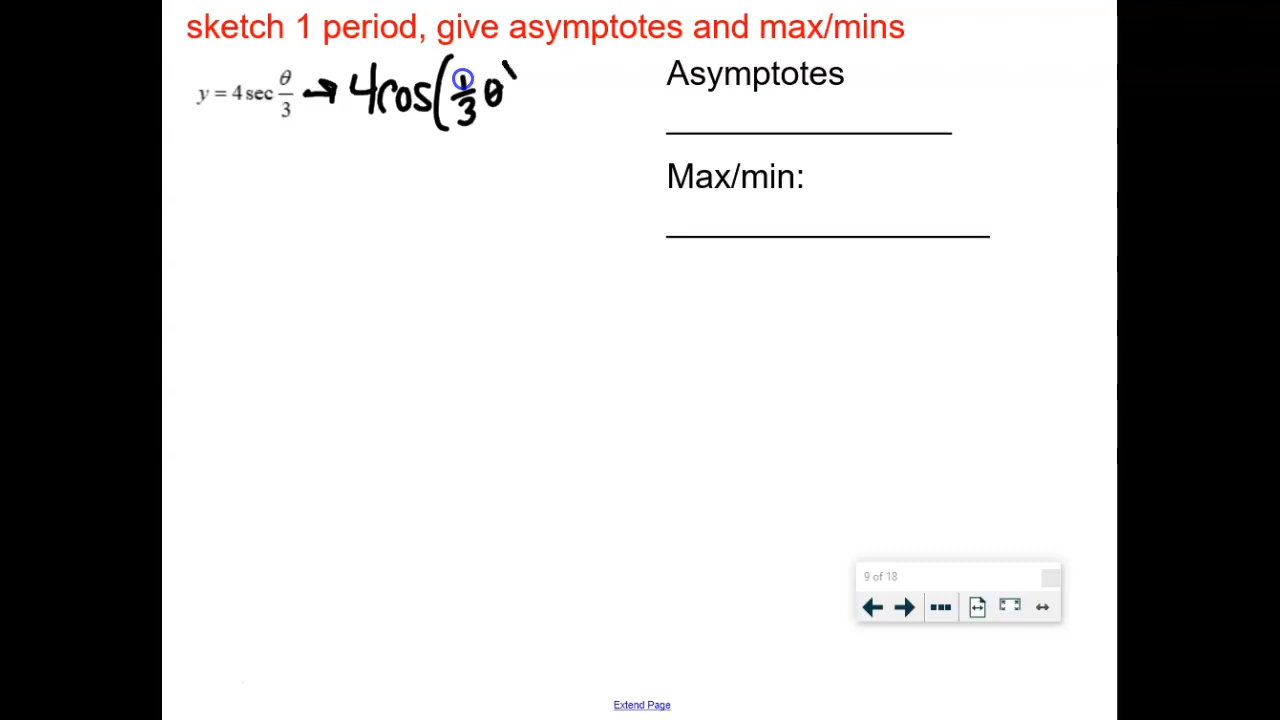 sketch 1 period, give asymptotes and max/mins
y = 4 sec θ/3 → 4cos(1/3 θ
Asymptotes
Max/min:
9 of 18
Extend Page